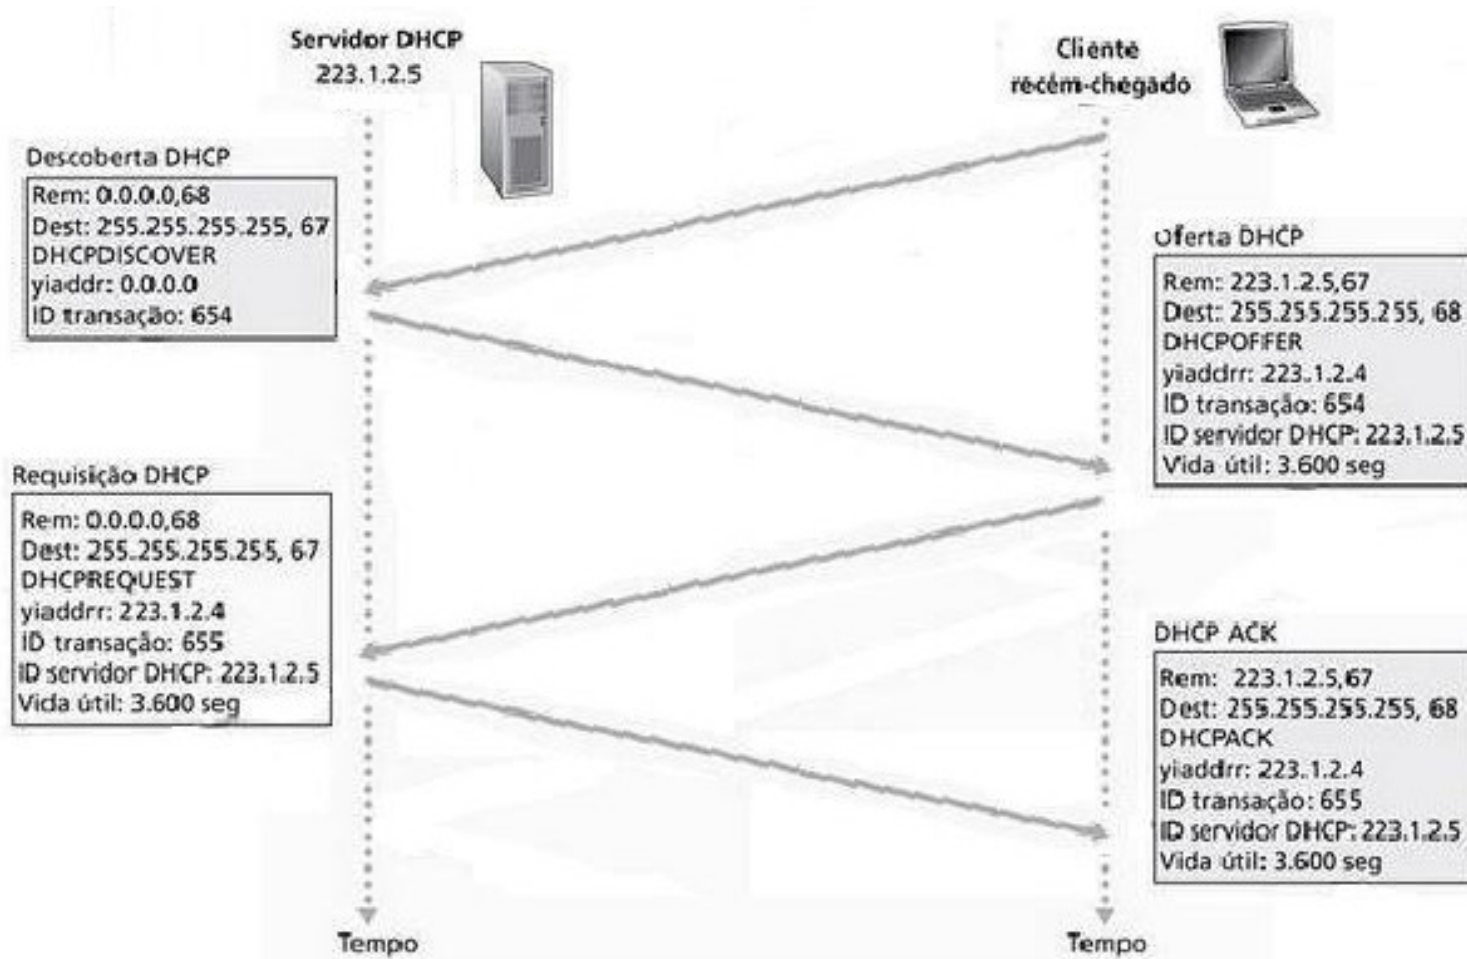 Servidor DHCP
223.1.2.5
Cliente
recém-chegado
Descoberta DHCP
Rem: 0.0.0.0,68
Dest: 255.255.255.255, 67
DHCPDISCOVER
yiaddr: 0.0.0.0
ID transação: 654
Oferta DHCP
Rem: 223.1.2.5,67
Dest: 255.255.255.255, 68
DHCPOFFER
yiaddrr: 223.1.2.4
ID transação: 654
ID servidor DHCP: 223.1.2.5
Vida útil: 3.600 seg
Requisição DHCP
Rem: 0.0.0.0,68
Dest: 255.255.255.255, 67
DHCPREQUEST
yiaddrr: 223.1.2.4
ID transação: 655
ID servidor DHCP: 223.1.2.5
Vida útil: 3.600 seg
DHCP ACK
Rem: 223.1.2.5,67
Dest: 255.255.255.255, 68
DHCPACK
yiaddrr: 223.1.2.4
ID transação: 655
ID servidor DHCP: 223.1.2.5
Vida útil: 3.600 seg
Tempo
Tempo